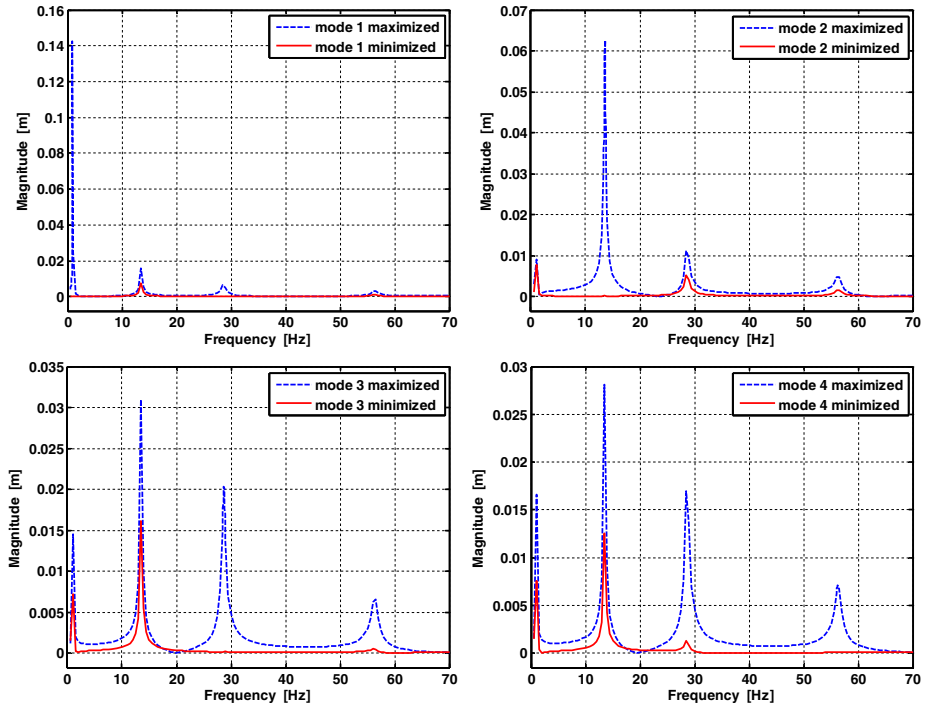 mode 1 maximized
mode 1 minimized
Magnitude [m]
0.16
0.14
0.12
0.1
0.08
0.06
0.04
0.02
0
0 10 20 30 40 50 60 70
Frequency [Hz]
mode 2 maximized
mode 2 minimized
Magnitude [m]
0.07
0.06
0.05
0.04
0.03
0.02
0.01
0
0 10 20 30 40 50 60 70
Frequency [Hz]
mode 3 maximized
mode 3 minimized
Magnitude [m]
0.035
0.03
0.025
0.02
0.015
0.01
0.005
0
0 10 20 30 40 50 60 70
Frequency [Hz]
mode 4 maximized
mode 4 minimized
Magnitude [m]
0.03
0.025
0.02
0.015
0.01
0.005
0
0 10 20 30 40 50 60 70
Frequency [Hz]